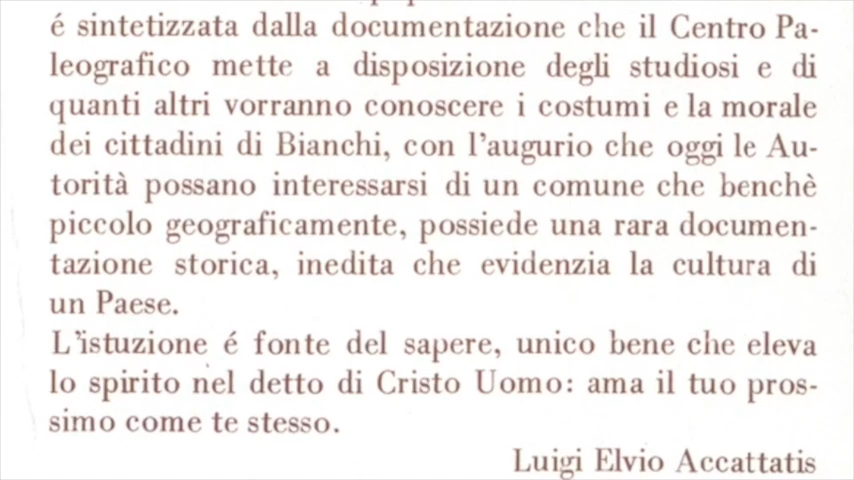 é sintetizzata dalla documentazione che il Centro Pa-
leografico mette a disposizione degli studiosi e di
quanti altri vorranno conoscere i costumi e la morale
dei cittadini di Bianchi, con l'augurio che oggi le Au-
torità possano interessarsi di un comune che benchè
piccolo geograficamente, possiede una rara documen-
tazione storica, inedita che evidenzia la cultura di
un Paese.
L'istuzione é fonte del sapere, unico bene che eleva
lo spirito nel detto di Cristo Uomo: ama il tuo pros-
simo come te stesso.
Luigi Elvio Accattatis